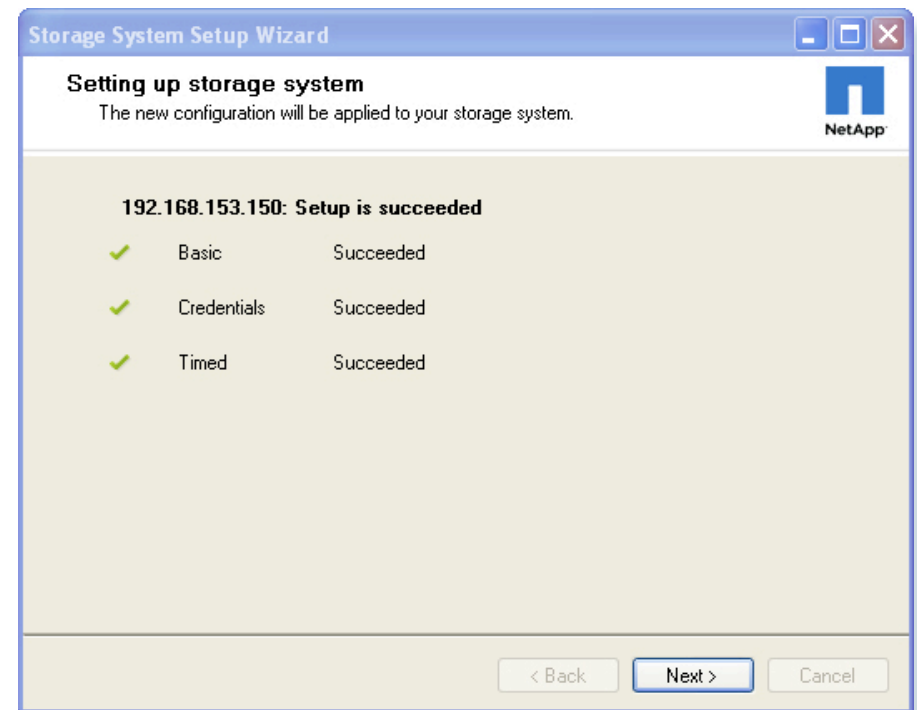 Storage System Setup Wizard
Setting up storage system
The new configuration will be applied to your storage system.
NetApp
192.168.153.150: Setup is succeeded
Basic Succeeded
Credentials Succeeded
Timed Succeeded
< Back Next > Cancel